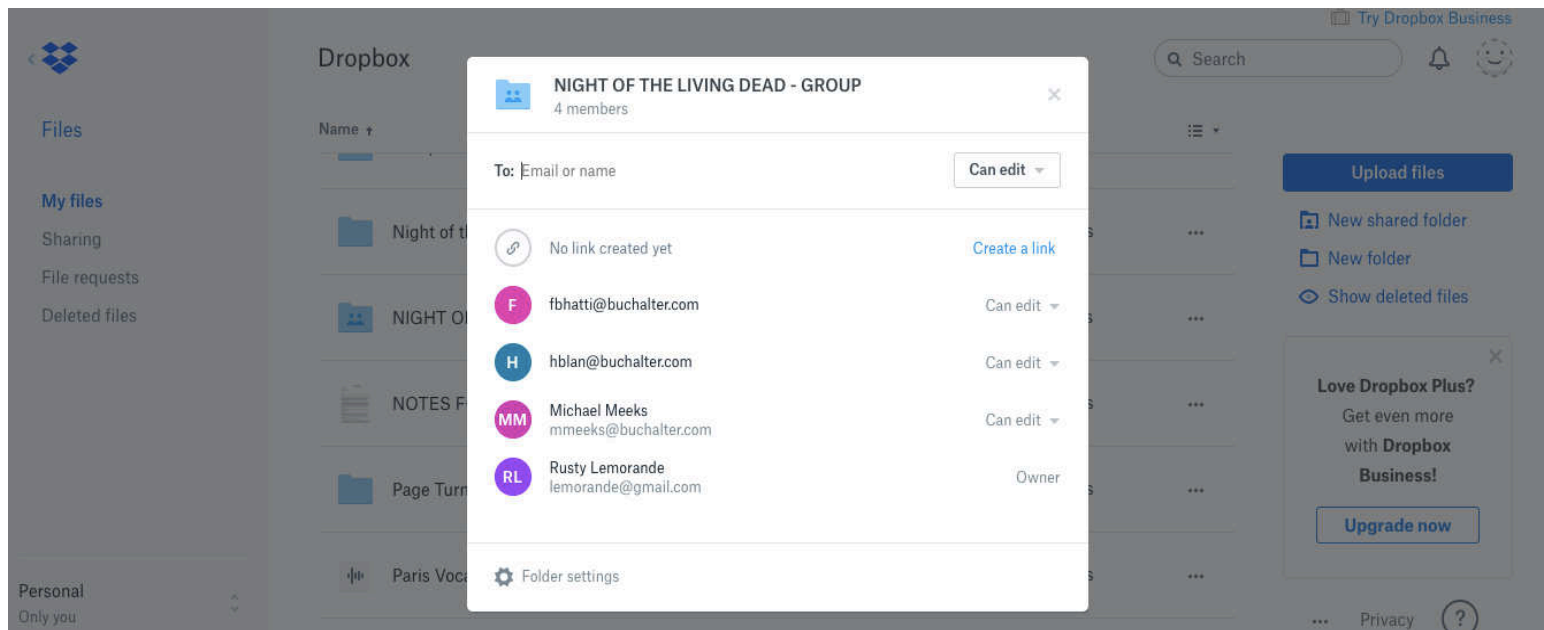 Try Dropbox Business
Dropbox
Search
Files
My files
Sharing
File requests
Deleted files
Personal
Only you
Name
Night of
NIGHT
NOTES
Page
Paris
NIGHT OF THE LIVING DEAD - GROUP
4 members
To: Email or name
Can edit
No link created yet
Create a link
F
fbhatti@buchalter.com
Can edit
H
hblan@buchalter.com
Can edit
MM
Michael Meeks
mmeeks@buchalter.com
Can edit
RL
Rusty Lemorande
lemorande@gmail.com
Owner
Folder settings
Upload files
New shared folder
New folder
Show deleted files
Love Dropbox Plus?
Get even more
with Dropbox
Business!
Upgrade now
Privacy
?